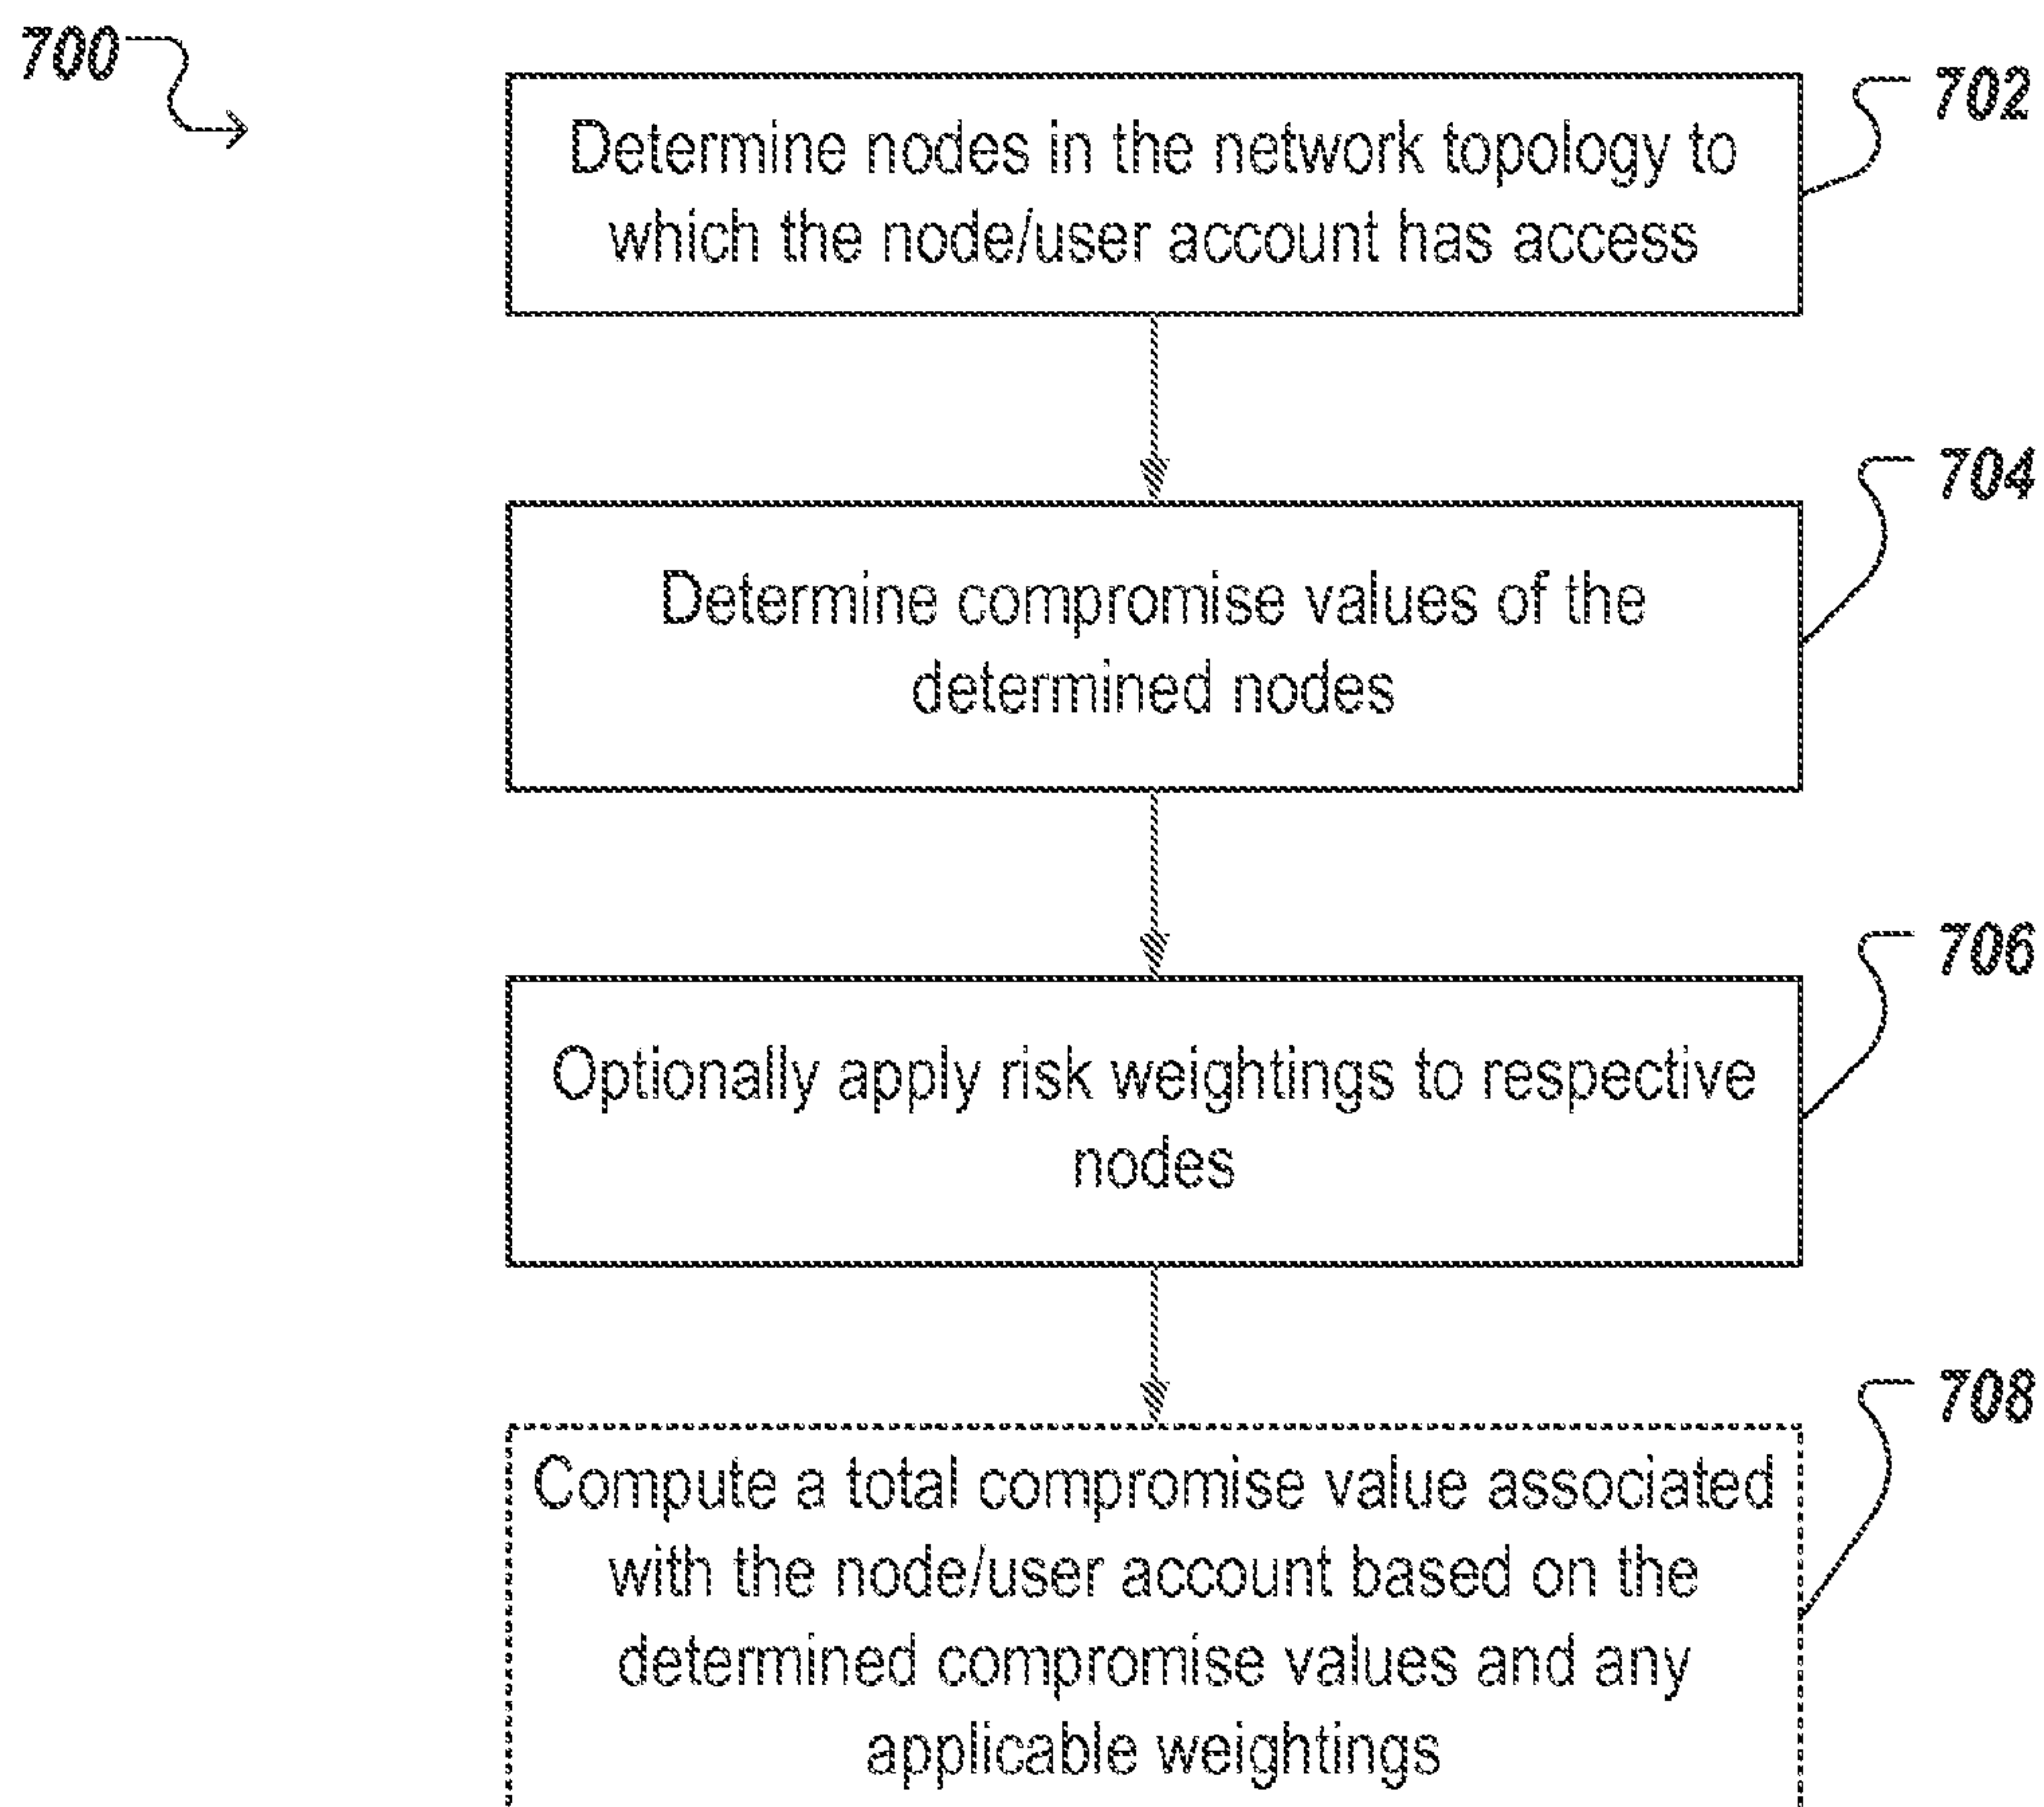 700
702
Determine nodes in the network topology to
which the node/user account has access
704
Determine compromise values of the
determined nodes
706
Optionally apply risk weightings to respective
nodes
708
Compute a total compromise value associated
with the node/user account based on the
determined compromise values and any
applicable weightings